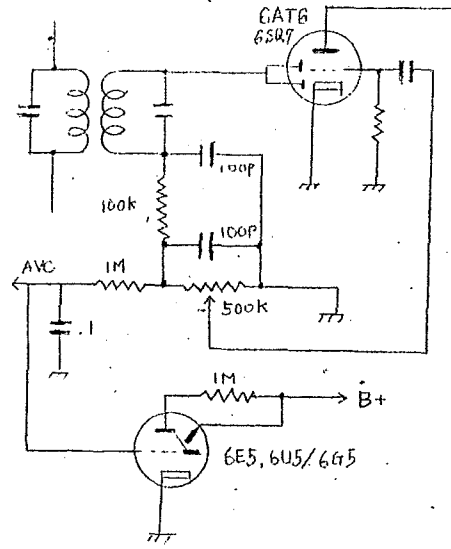 6AT6
6SQ7
100P
100k
100P
AVC
1M
500k
.1
1M
B+
6E5, 6U5/6G5